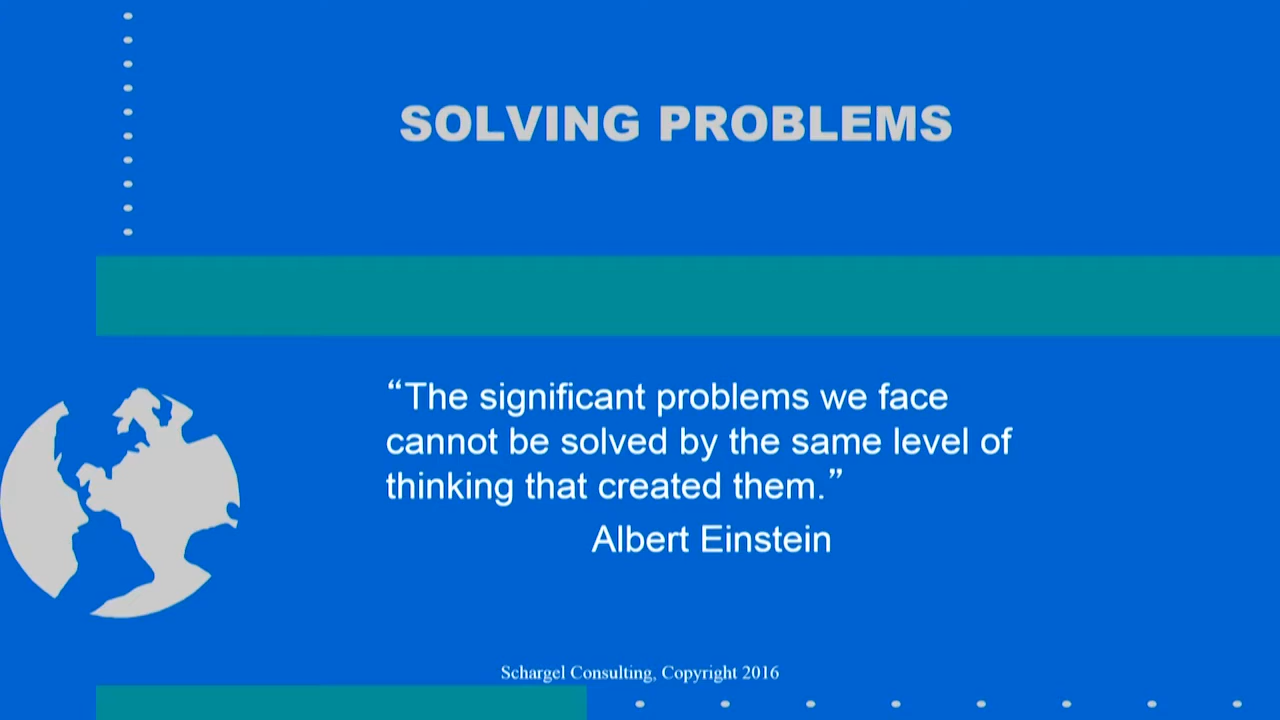 SOLVING PROBLEMS
“The significant problems we face
cannot be solved by the same level of
thinking that created them.”
Albert Einstein
Schargel Consulting, Copyright 2016